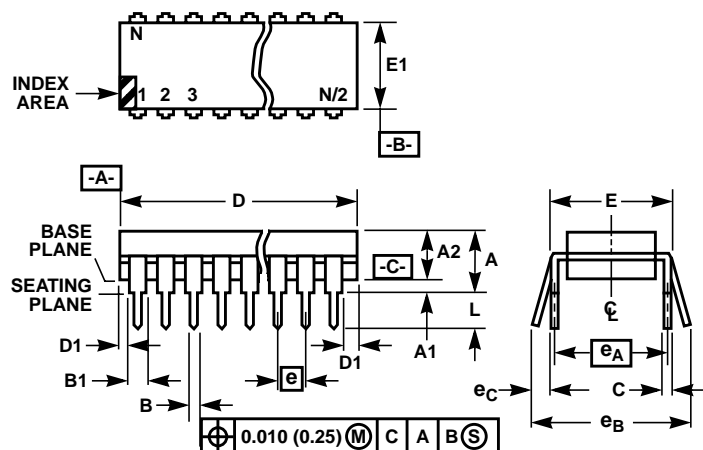 N
INDEX
AREA
1 2 3 N/2
E1
-B-
-A-
D
E
BASE
PLANE
A2
A
-C-
SEATING
PLANE
L
C
L
D1
A1
D1
eA
B1
e
eC
C
B
eB
0.010 (0.25) M C A B S